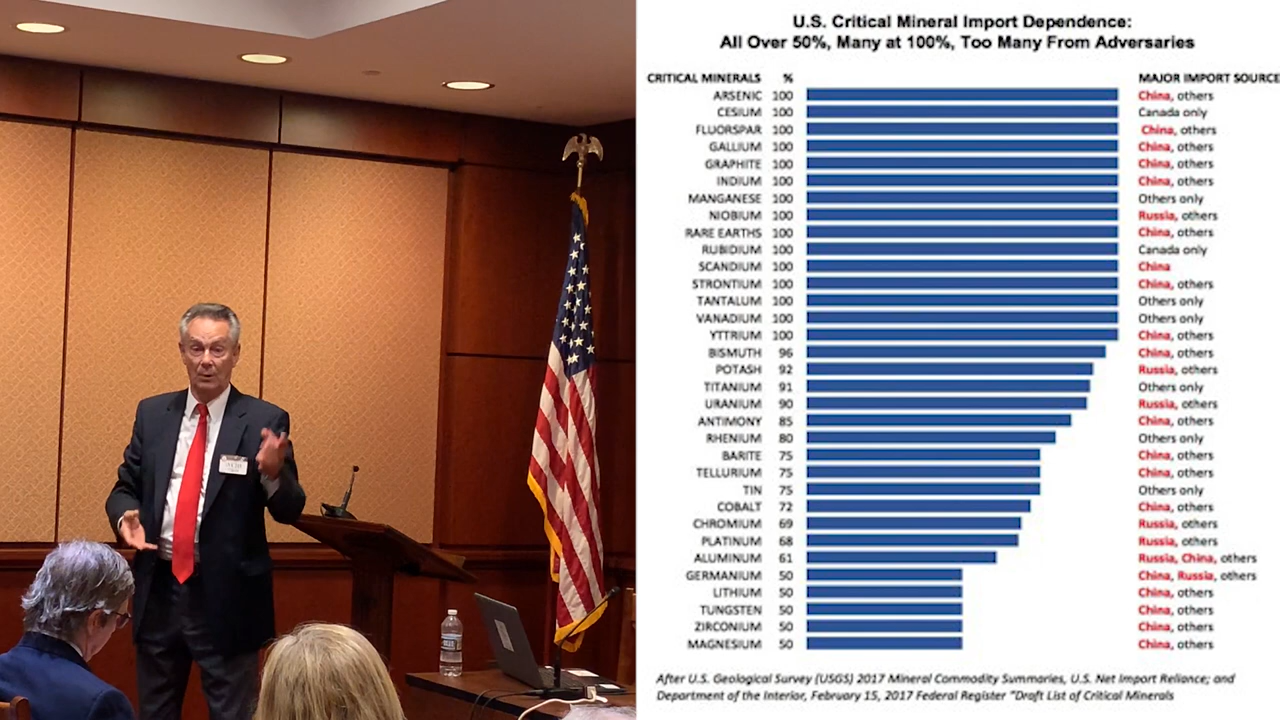 U.S. Critical Mineral Import Dependence:
All Over 50%, Many at 100%, Too Many From Adversaries
CRITICAL MINERALS % MAJOR IMPORT SOURCE
ARSENIC 100 China, others
CESIUM 100 Canada only
FLUORSPAR 100 China, others
GALLIUM 100 China, others
GRAPHITE 100 China, others
INDIUM 100 China, others
MANGANESE 100 Others only
NIOBIUM 100 Russia, others
RARE EARTHS 100 China, others
RUBIDIUM 100 Canada only
SCANDIUM 100 China
STRONTIUM 100 China, others
TANTALUM 100 Others only
VANADIUM 100 Others only
YTTRIUM 100 China, others
BISMUTH 96 China, others
POTASH 92 Russia, others
TITANIUM 91 Others only
URANIUM 90 Russia, others
ANTIMONY 85 China, others
RHENIUM 80 Others only
BARITE 75 China, others
TELLURIUM 75 China, others
TIN 75 Others only
COBALT 72 China, others
CHROMIUM 69 Russia, others
PLATINUM 68 Russia, others
ALUMINUM 61 Russia, China, others
GERMANIUM 50 China, Russia, others
LITHIUM 50 China, others
TUNGSTEN 50 China, others
ZIRCONIUM 50 China, others
MAGNESIUM 50 China, others
After U.S. Geological Survey (USGS) 2017 Mineral Commodity Summaries, U.S. Net Import Reliance; and
Department of the Interior, February 15, 2017 Federal Register "Draft List of Critical Minerals